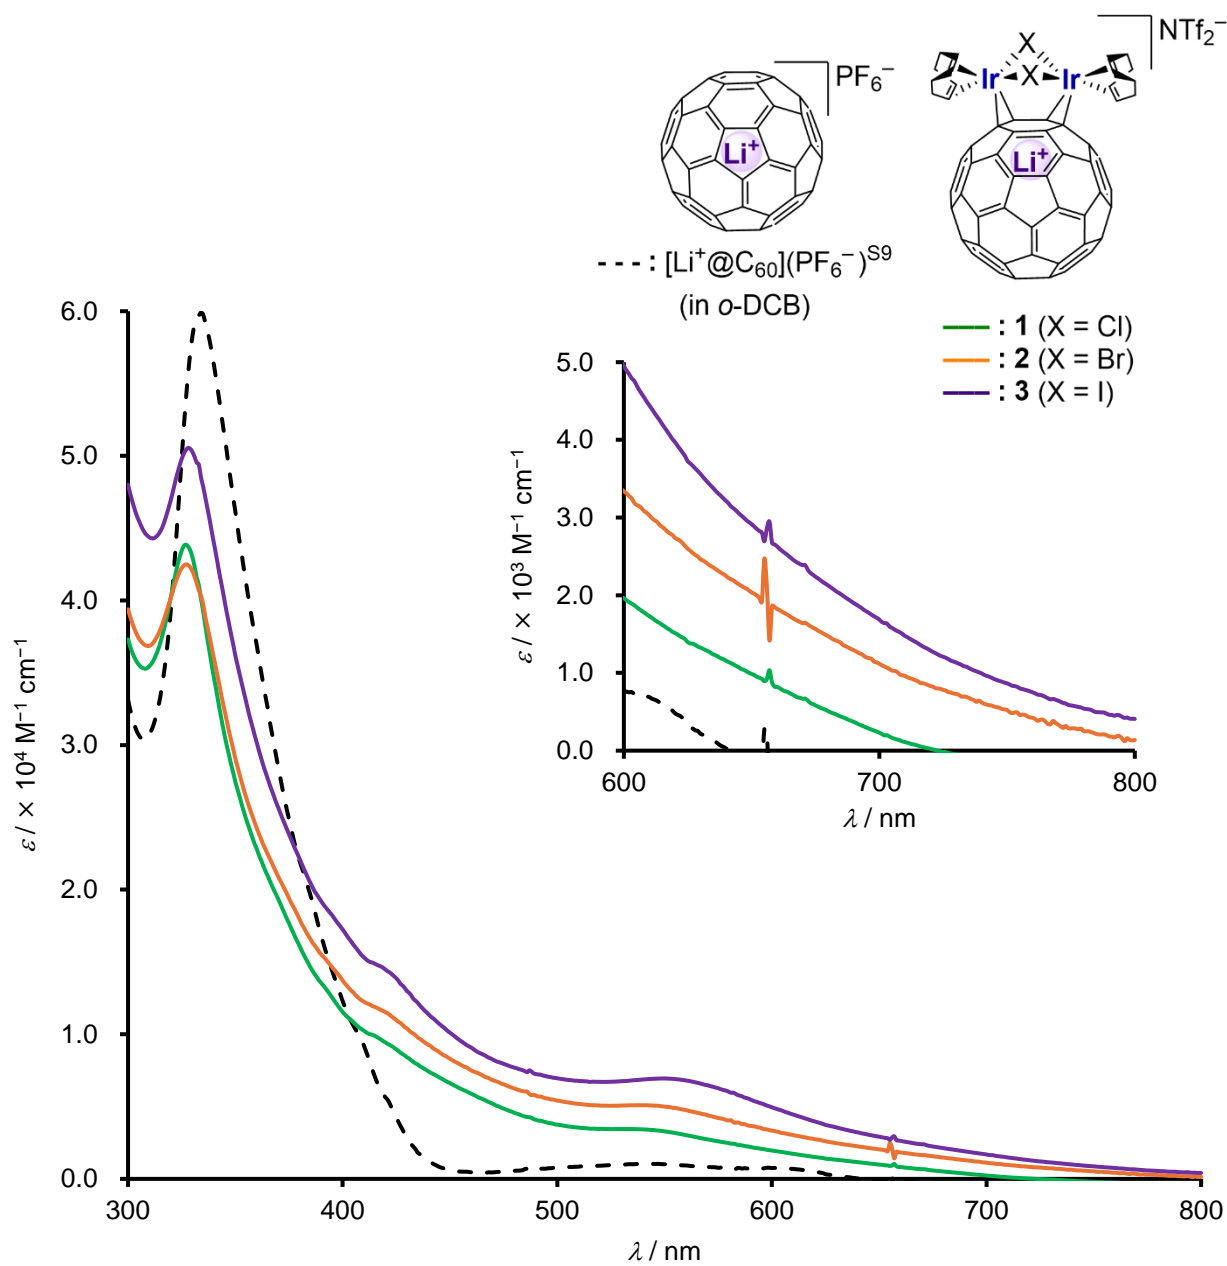 X
X
Ir
Ir
NTf₂⁻
PF₆⁻
Li⁺
Li⁺
: [Li⁺@C₆₀](PF₆⁻)ˢ⁹
(in o-DCB)
: 1 (X = Cl)
: 2 (X = Br)
: 3 (X = I)
6.0
5.0
4.0
3.0
2.0
1.0
0.0
ε / × 10⁴ M⁻¹ cm⁻¹
300
400
500
600
700
800
λ / nm
5.0
4.0
3.0
2.0
1.0
0.0
ε / × 10³ M⁻¹ cm⁻¹
600
700
800
λ / nm